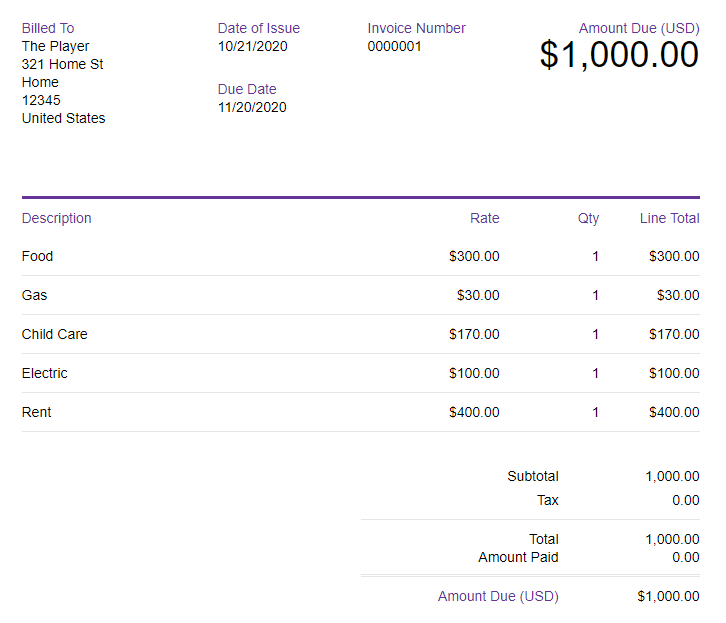 Billed To
The Player
321 Home St
Home
12345
United States
Date of Issue
10/21/2020
Due Date
11/20/2020
Invoice Number
0000001
Amount Due (USD)
$1,000.00
Description Rate Qty Line Total
Food $300.00 1 $300.00
Gas $30.00 1 $30.00
Child Care $170.00 1 $170.00
Electric $100.00 1 $100.00
Rent $400.00 1 $400.00
Subtotal 1,000.00
Tax 0.00
Total 1,000.00
Amount Paid 0.00
Amount Due (USD) $1,000.00